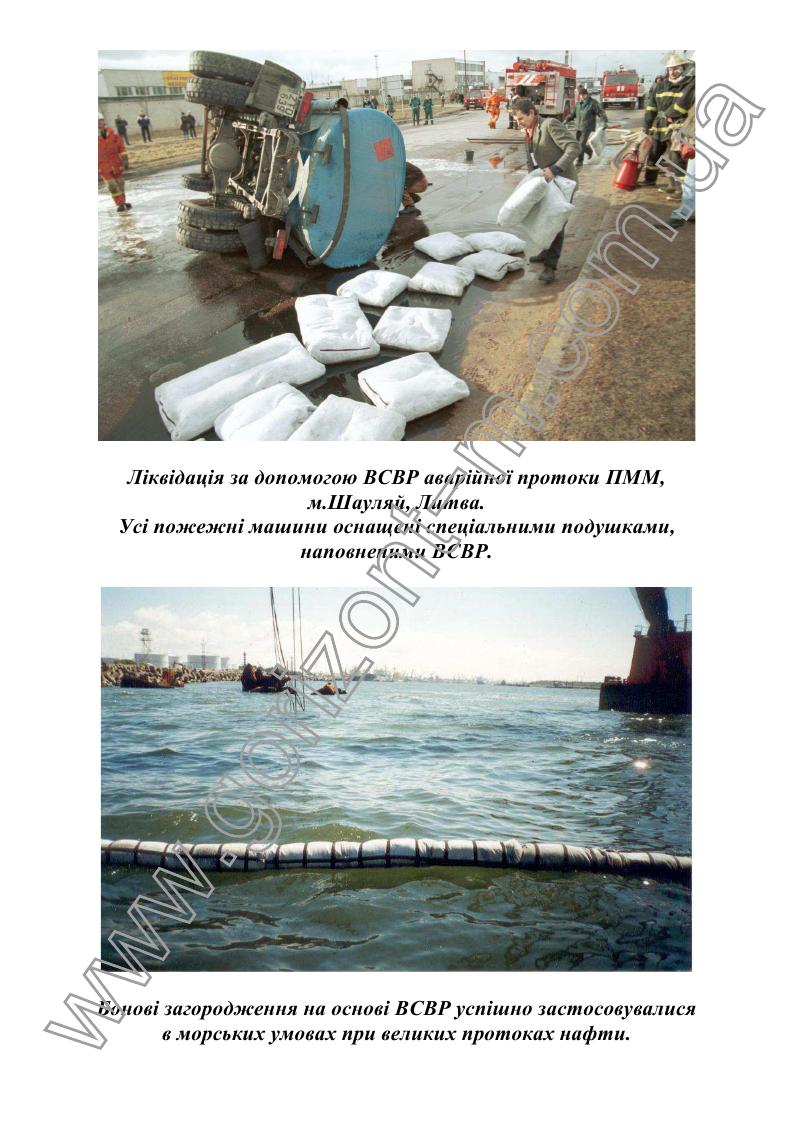 Ліквідація за допомогою ВСВР аварійної протоки ПММ,
м.Шауляй, Литва.
Усі пожежні машини оснащені спеціальними подушками,
наповненими ВСВР.
Бонові загородження на основі ВСВР успішно застосовувалися
в морських умовах при великих протоках нафти.
www.gorizont-m.com.ua